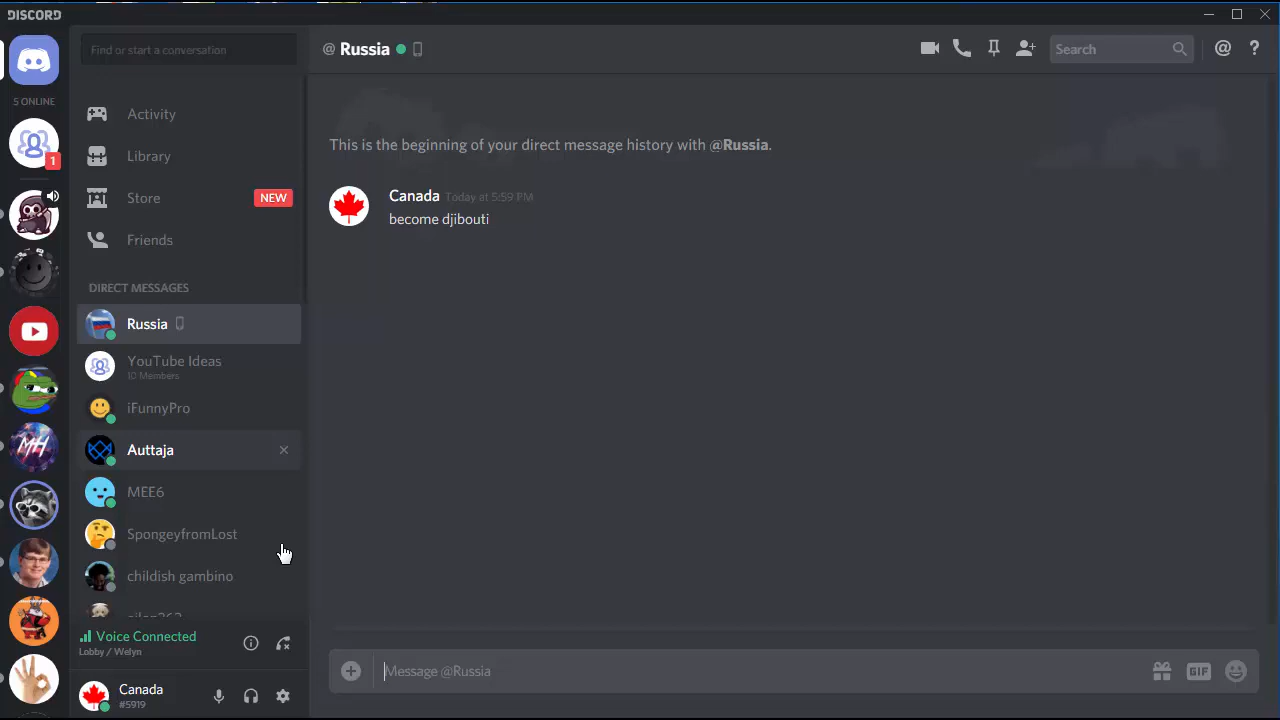 DISCORD
Find or start a conversation
@ Russia
Search
5 ONLINE
1
Activity
Library
Store
NEW
Friends
DIRECT MESSAGES
Russia
YouTube Ideas
10 Members
iFunnyPro
Auttaja
MEE6
SpongeyfromLost
childish gambino
Voice Connected
Lobby / Welyn
Canada
#5919
This is the beginning of your direct message history with @Russia.
Canada Today at 5:59 PM
become djibouti
Message @Russia
GIF